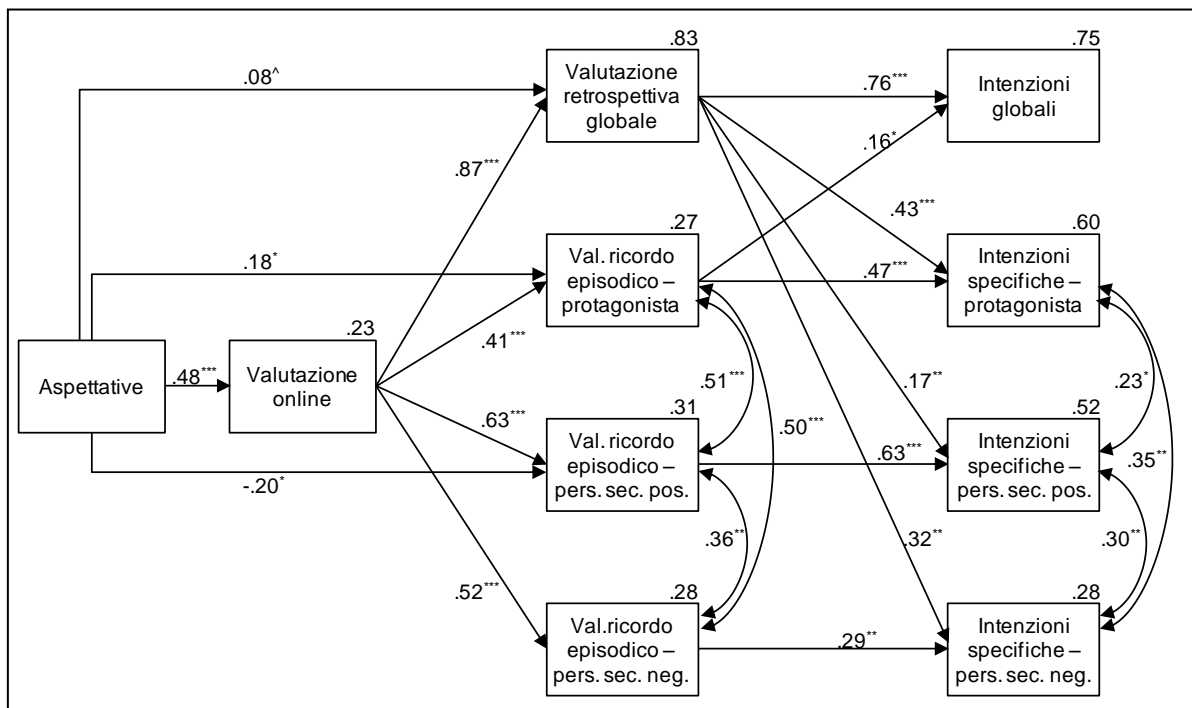 .83
.75
.08^
Valutazione
retrospettiva
globale
.76***
Intenzioni
globali
.16*
.87***
.27
.43***
.60
.18*
Val. ricordo
episodico –
protagonista
.47***
Intenzioni
specifiche –
protagonista
.23
.41***
Aspettative
.48***
Valutazione
online
.51***
.17**
.23*
.31
.52
.63***
.50***
Val. ricordo
episodico –
pers. sec. pos.
.63***
Intenzioni
specifiche –
pers. sec. pos.
.35**
-.20*
.36**
.32**
.30**
.52***
.28
.28
Val.ricordo
episodico –
pers. sec. neg.
.29**
Intenzioni
specifiche –
pers. sec. neg.